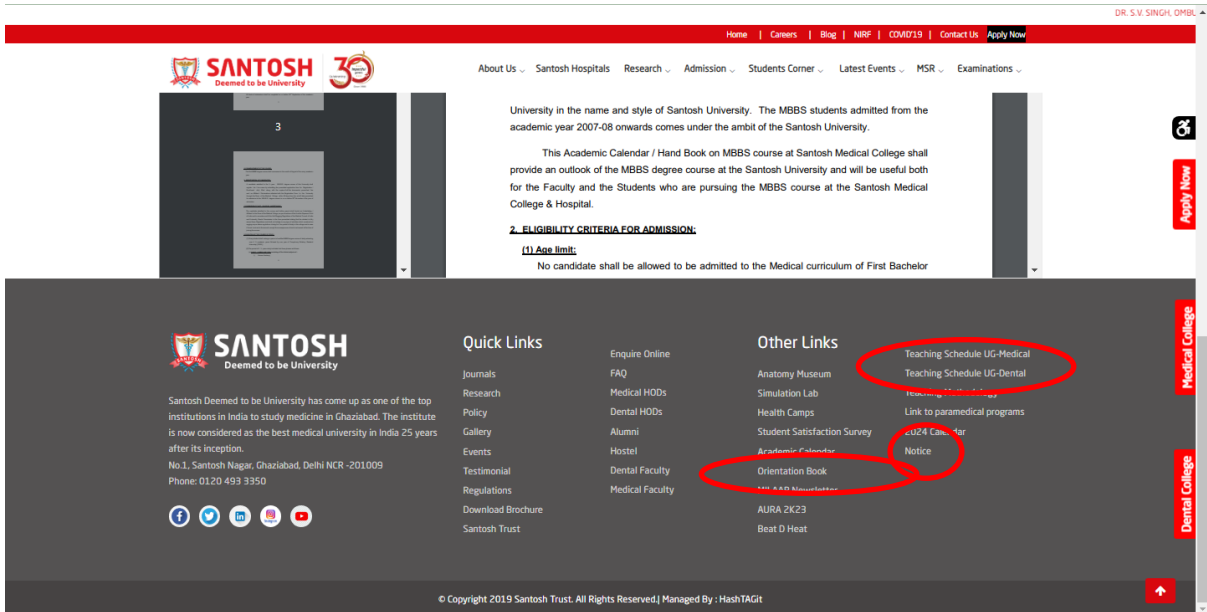 DR. S.V. SINGH, OMBU
Home | Careers | Blog | NIRF | COVID'19 | Contact Us Apply Now
SANTOSH
Deemed to be University
30
About Us Santosh Hospitals Research Admission Students Corner Latest Events MSR Examinations
3
University in the name and style of Santosh University. The MBBS students admitted from the
academic year 2007-08 onwards comes under the ambit of the Santosh University.
This Academic Calendar / Hand Book on MBBS course at Santosh Medical College shall
provide an outlook of the MBBS degree course at the Santosh University and will be useful both
for the Faculty and the Students who are pursuing the MBBS course at the Santosh Medical
College & Hospital.
2. ELIGIBILITY CRITERIA FOR ADMISSION:
(1) Age limit:
No candidate shall be allowed to be admitted to the Medical curriculum of First Bachelor
Apply Now
Medical College
Dental College
SANTOSH
Deemed to be University
Santosh Deemed to be University has come up as one of the top
institutions in India to study medicine in Ghaziabad. The institute
is now considered as the best medical university in India 25 years
after its inception.
No.1, Santosh Nagar, Ghaziabad, Delhi NCR -201009
Phone: 0120 493 3350
Quick Links
Journals
Research
Policy
Gallery
Events
Testimonial
Regulations
Download Brochure
Santosh Trust
Enquire Online
FAQ
Medical HODs
Dental HODs
Alumni
Hostel
Dental Faculty
Medical Faculty
Other Links
Anatomy Museum
Simulation Lab
Health Camps
Student Satisfaction Survey
Academic Calendar
Orientation Book
MILAAP Newsletter
AURA 2K23
Beat D Heat
Teaching Schedule UG-Medical
Teaching Schedule UG-Dental
Teaching Methodology
Link to paramedical programs
2024 Calendar
Notice
© Copyright 2019 Santosh Trust. All Rights Reserved.| Managed By : HashTAGit